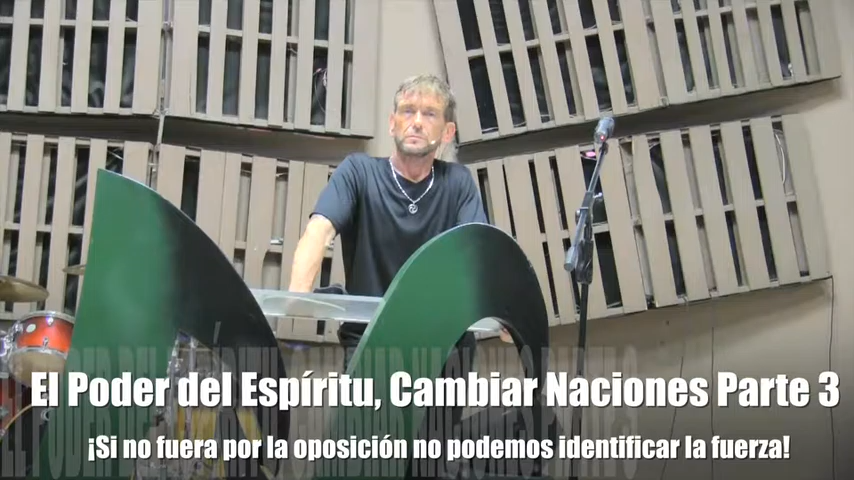 El Poder del Espíritu, Cambiar Naciones Parte 3
¡Si no fuera por la oposición no podemos identificar la fuerza!